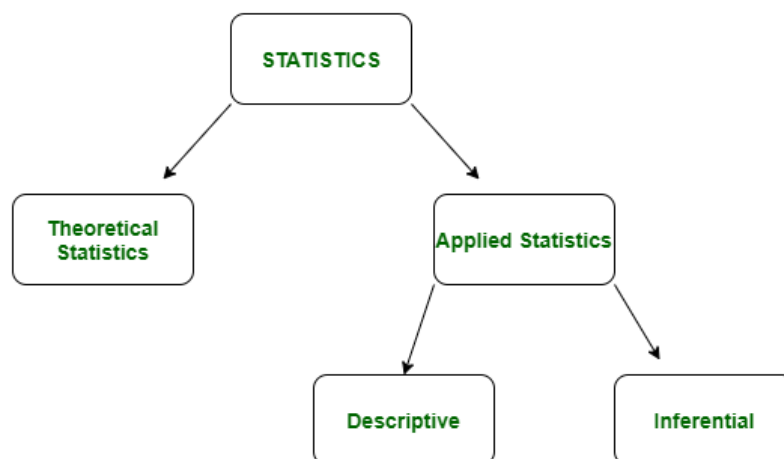 STATISTICS
Theoretical
Statistics
Applied Statistics
Descriptive
Inferential